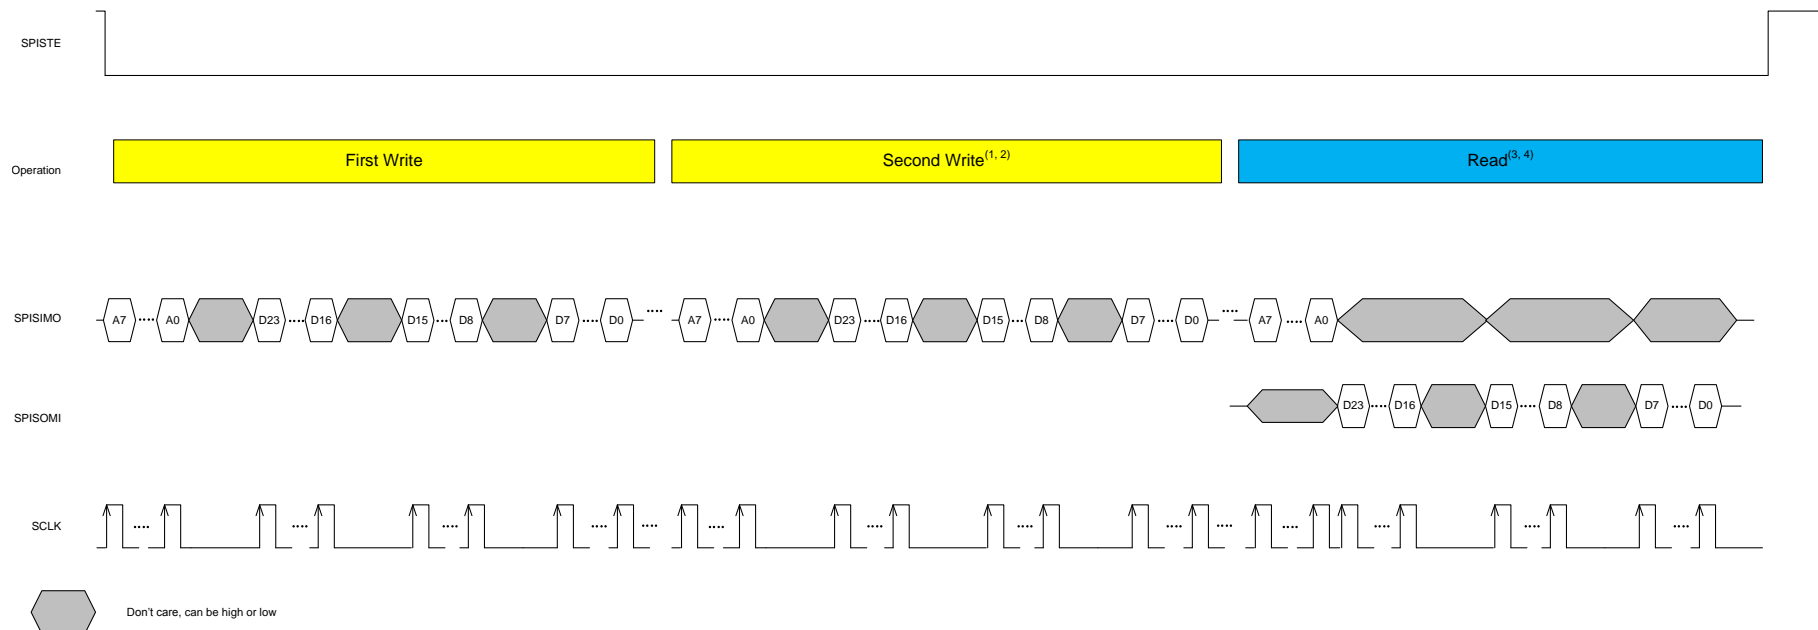 SPISTE
Operation First Write Second Write(1, 2) Read(3, 4)
SPISIMO A7 .... A0 D23 .... D16 D15 ... D8 D7 .... D0 .... A7 .... A0 D23 .... D16 D15 ... D8 D7 .... D0 .... A7 .... A0
SPISOMI D23 .... D16 D15 .... D8 D7 .... D0
SCLK .... .... .... .... .... .... .... .... .... .... .... .... .... ....
Don't care, can be high or low